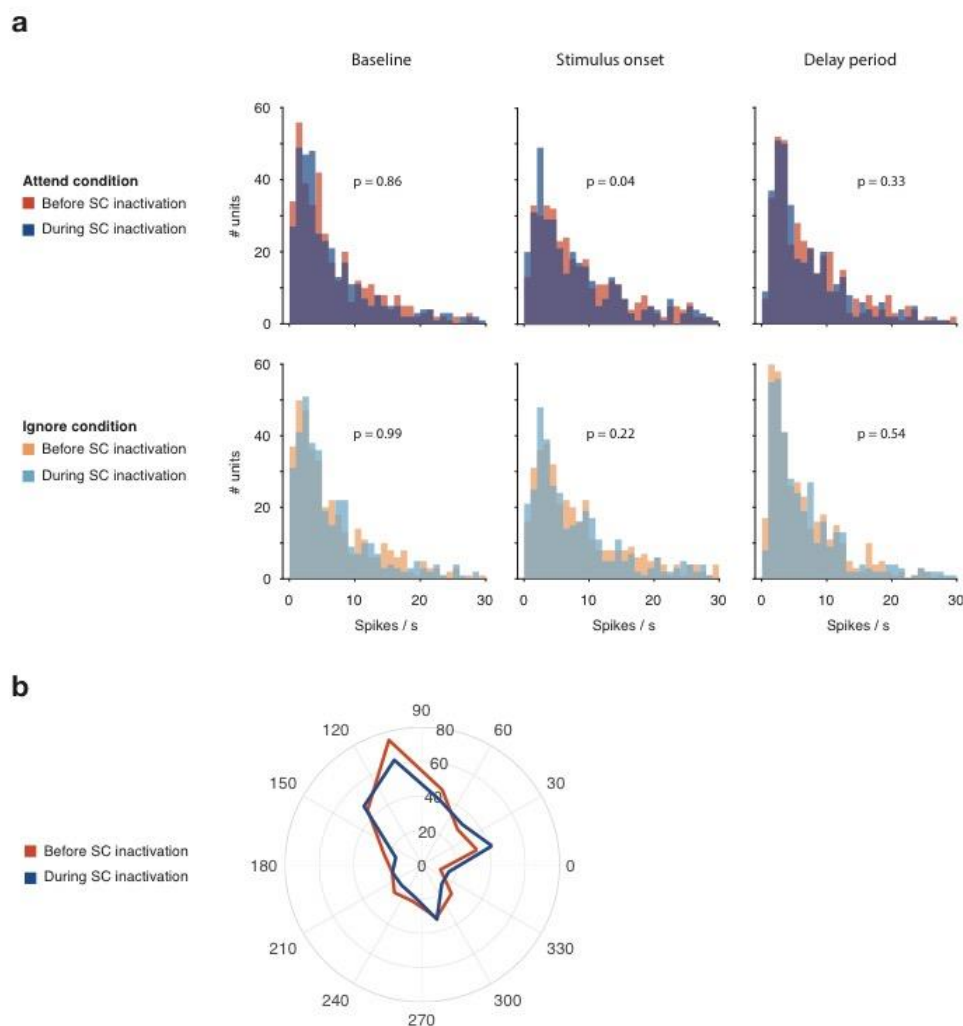 a
Baseline
Stimulus onset
Delay period
Attend condition
Before SC inactivation
During SC inactivation
# units
60
40
20
0
p = 0.86
p = 0.04
p = 0.33
Ignore condition
Before SC inactivation
During SC inactivation
# units
60
40
20
0
p = 0.99
p = 0.22
p = 0.54
0 10 20 30
0 10 20 30
0 10 20 30
Spikes / s
Spikes / s
Spikes / s
b
Before SC inactivation
During SC inactivation
90
120
80
60
60
150
40
30
20
180
0
0
210
330
240
300
270